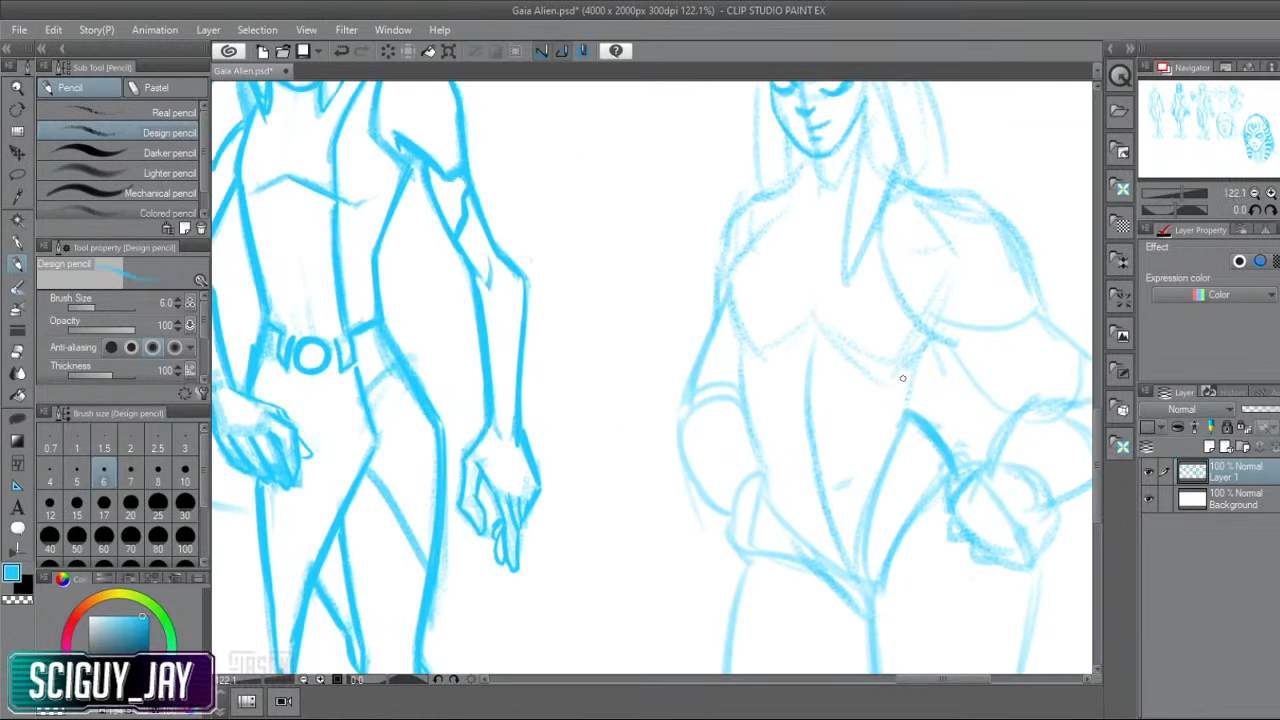 Gaia Alien.psd* (4000 x 2000px 300dpi 122.1%) - CLIP STUDIO PAINT EX
File Edit Story(P) Animation Layer Selection View Filter Window Help
Sub Tool [Pencil]
Gaia Alien.psd*
Navigator
Pencil
Pastel
Real pencil
Design pencil
Darker pencil
Lighter pencil
Mechanical pencil
Colored pencil
Tool property [Design pencil]
Design pencil
Brush Size 6.0
Opacity 100
Anti-aliasing
Thickness 100
Brush size [Design pencil]
0.7 1 1.5 2 2.5 3
4 5 6 7 8 10
12 15 17 20 25 30
40 50 60 70 80 100
122.1
0.0
Layer Property
Effect
Expression color
Color
Layer
History
Normal
100 % Normal
Layer 1
100 % Normal
Background
SCIGUY_JAY
122.1
0.0